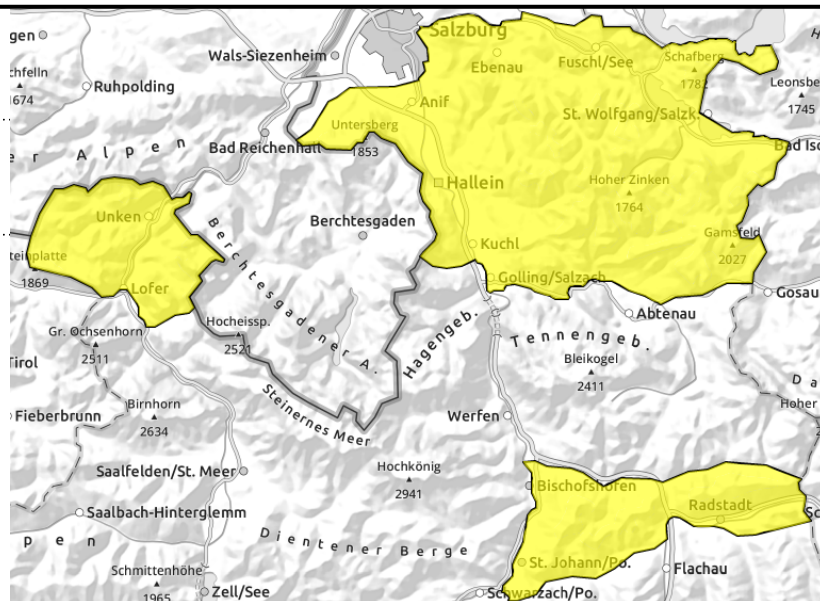 Salzburg
gen
Wals-Siezenheim
Ebenau
Fuschl/See
Schafberg
1782
chfelln
1674
Ruhpolding
Leonsbe
1745
Anif
St. Wolfgang/Salzk.
Untersberg
1853
er Alpen
Bad Reichenhall
Bad Isc
Hallein
Hoher Zinken
1764
Unken
Berchtesgaden
Gamsfeld
2027
Kuchl
teinplatte
1869
Lofer
Berchtesgadener A.
Golling/Salzach
Gosau
Abtenau
Hocheissp.
2521
Gr. Ochsenhorn
2511
Hagengeb.
Tennengeb.
Bleikogel
2411
Tirol
Da
Steinernes Meer
Birnhorn
2634
Fieberbrunn
Werfen
Hoher
Saalfelden/St. Meer
Hochkönig
2941
Bischofshofen
Radstadt
Saalbach-Hinterglemm
Dientener Berge
pen
St. Johann/Po.
Flachau
Schmittenhöhe
1965
Zell/See
Schwarzach/Po.